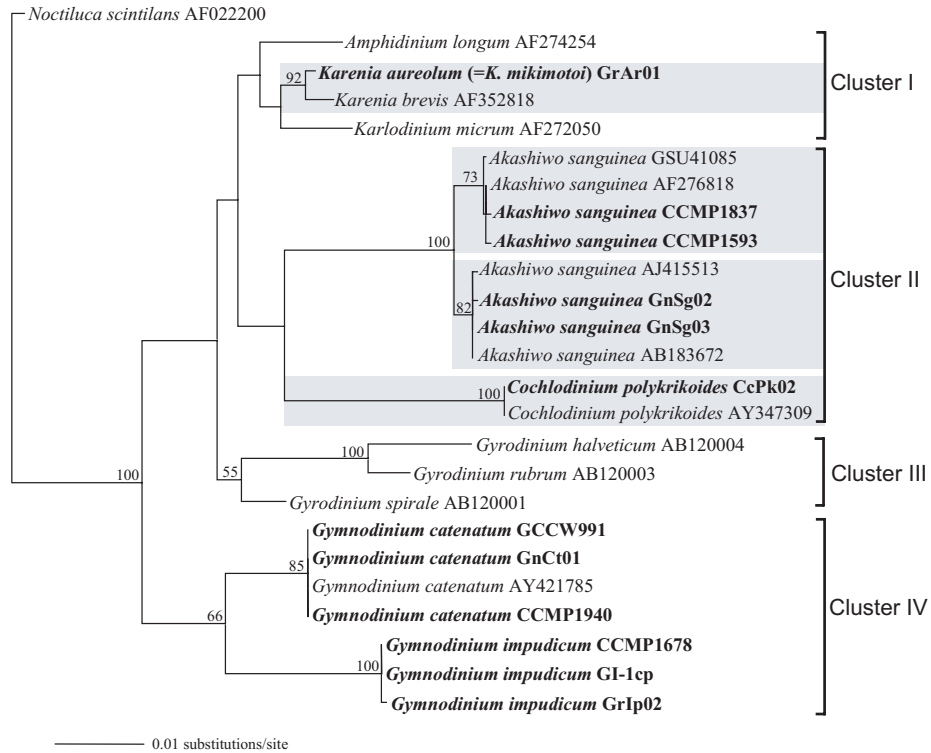 Noctiluca scintilans AF022200
Amphidinium longum AF274254
92
Karenia aureolum (=K. mikimotoi) GrAr01
Karenia brevis AF352818
Karlodinium micrum AF272050
Cluster I
Akashiwo sanguinea GSU41085
73
Akashiwo sanguinea AF276818
Akashiwo sanguinea CCMP1837
Akashiwo sanguinea CCMP1593
100
Akashiwo sanguinea AJ415513
82
Akashiwo sanguinea GnSg02
Akashiwo sanguinea GnSg03
Akashiwo sanguinea AB183672
Cluster II
100
Cochlodinium polykrikoides CcPk02
Cochlodinium polykrikoides AY347309
Gyrodinium halveticum AB120004
100
Gyrodinium rubrum AB120003
55
Gyrodinium spirale AB120001
Cluster III
100
Gymnodinium catenatum GCCW991
Gymnodinium catenatum GnCt01
85
Gymnodinium catenatum AY421785
Gymnodinium catenatum CCMP1940
66
Cluster IV
Gymnodinium impudicum CCMP1678
100
Gymnodinium impudicum GI-1cp
Gymnodinium impudicum GrIp02
0.01 substitutions/site